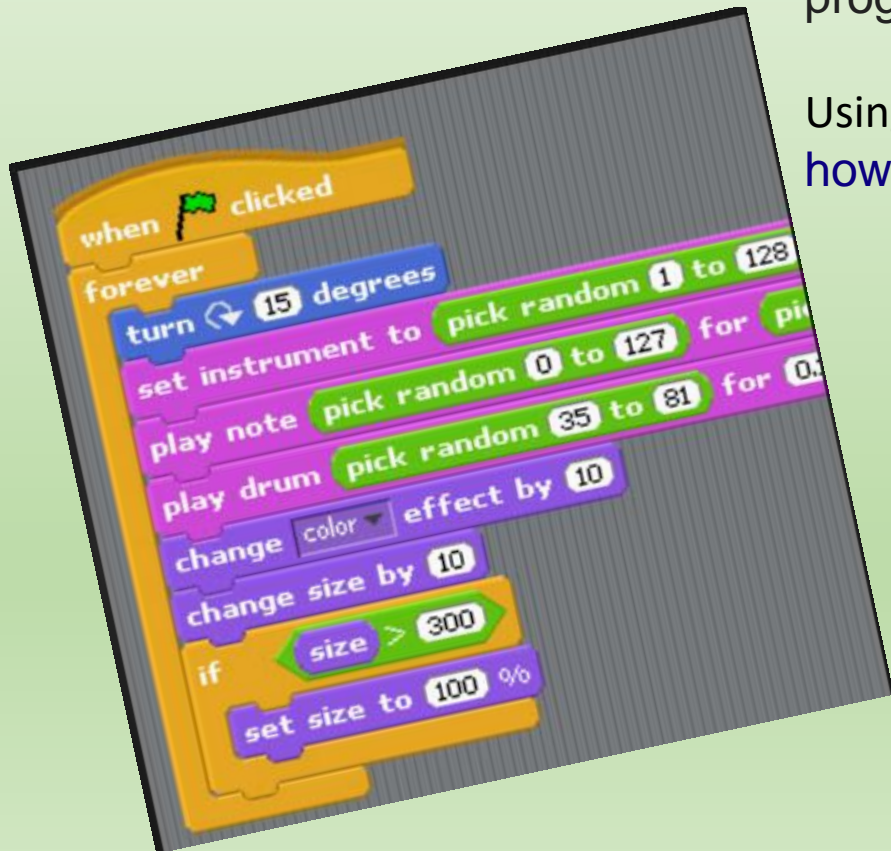 Usin
how
when clicked
forever
turn 15 degrees
set instrument to pick random 1 to 128
play note pick random 0 to 127 for
play drum pick random 35 to 81 for
change color effect by 10
change size by 10
if size > 300
set size to 100 %